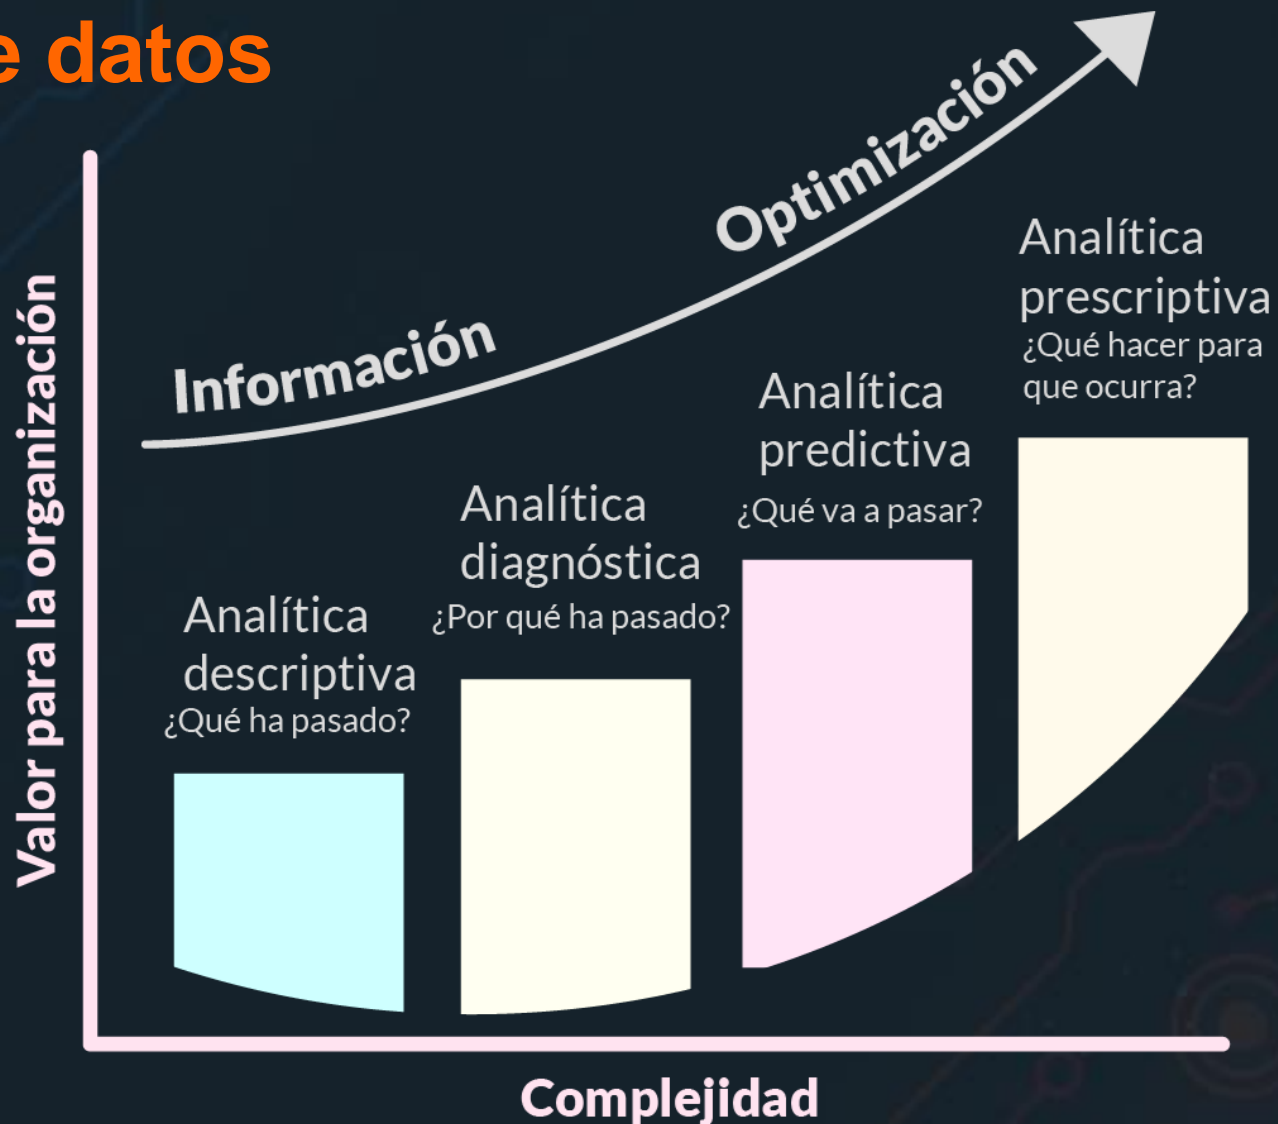 e datos
Valor para la organización
Información
Optimización
Analítica
descriptiva
¿Qué ha pasado?
Analítica
diagnóstica
¿Por qué ha pasado?
Analítica
predictiva
¿Qué va a pasar?
Analítica
prescriptiva
¿Qué hacer para
que ocurra?
Complejidad